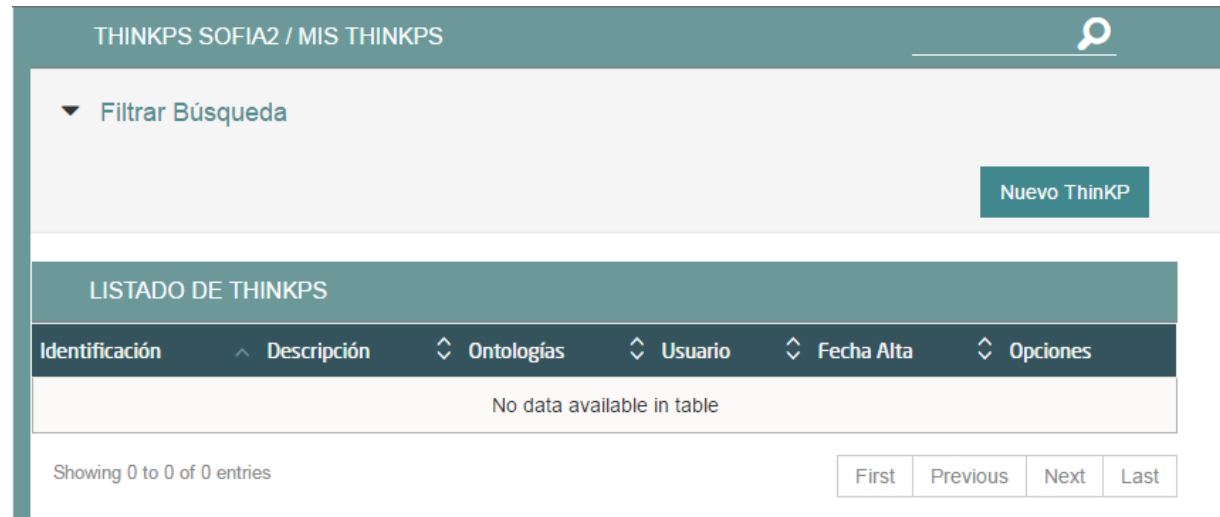 THINKPS SOFIA2 / MIS THINKPS
Filtrar Búsqueda
Nuevo ThinKP
LISTADO DE THINKPS
Identificación Descripción Ontologías Usuario Fecha Alta Opciones
No data available in table
Showing 0 to 0 of 0 entries First Previous Next Last